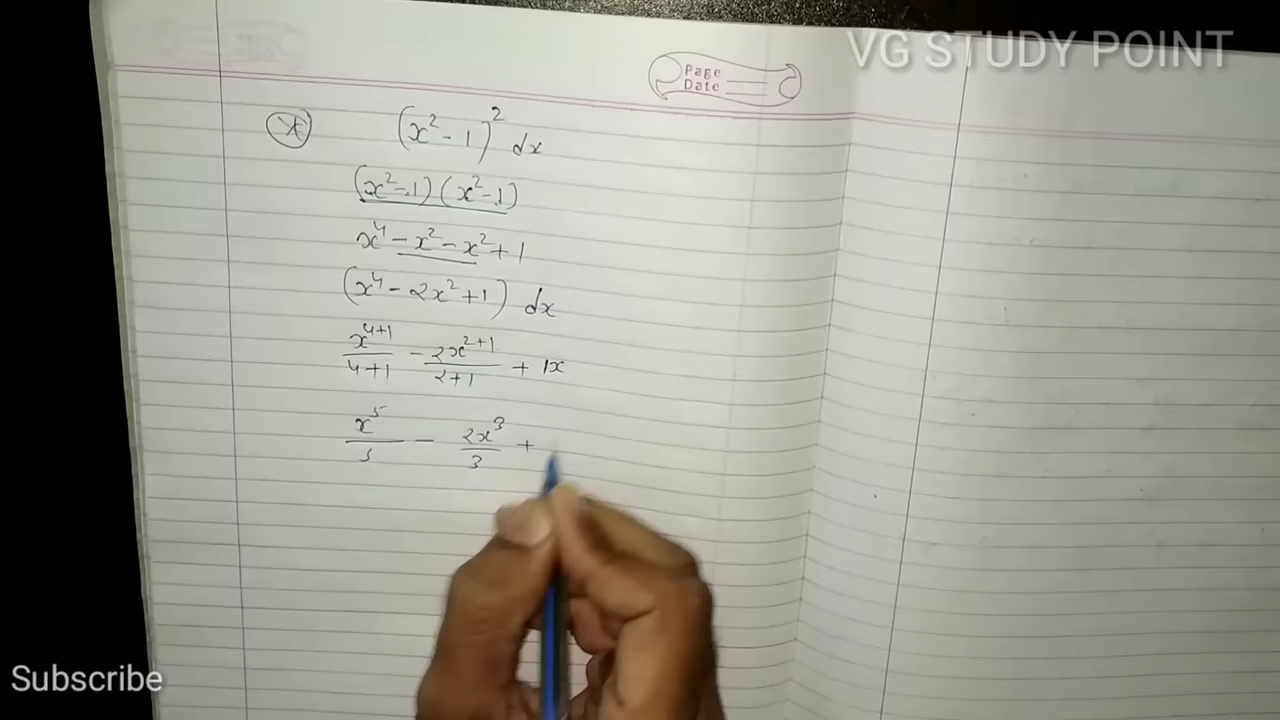 VG STUDY POINT
Page
Date
(x² - 1)² dx
(x² - 1) (x² - 1)
x⁴ - x² - x² + 1
(x⁴ - 2x² + 1) dx
x⁴⁺¹/4+1 - 2x²⁺¹/2+1 + 1x
x⁵/5 - 2x³/3 +
Subscribe